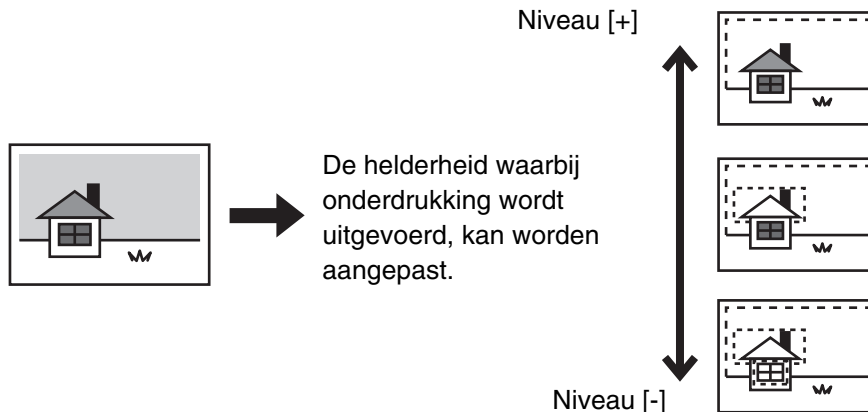 Niveau [+]
De helderheid waarbij
onderdrukking wordt
uitgevoerd, kan worden
aangepast.
Niveau [-]